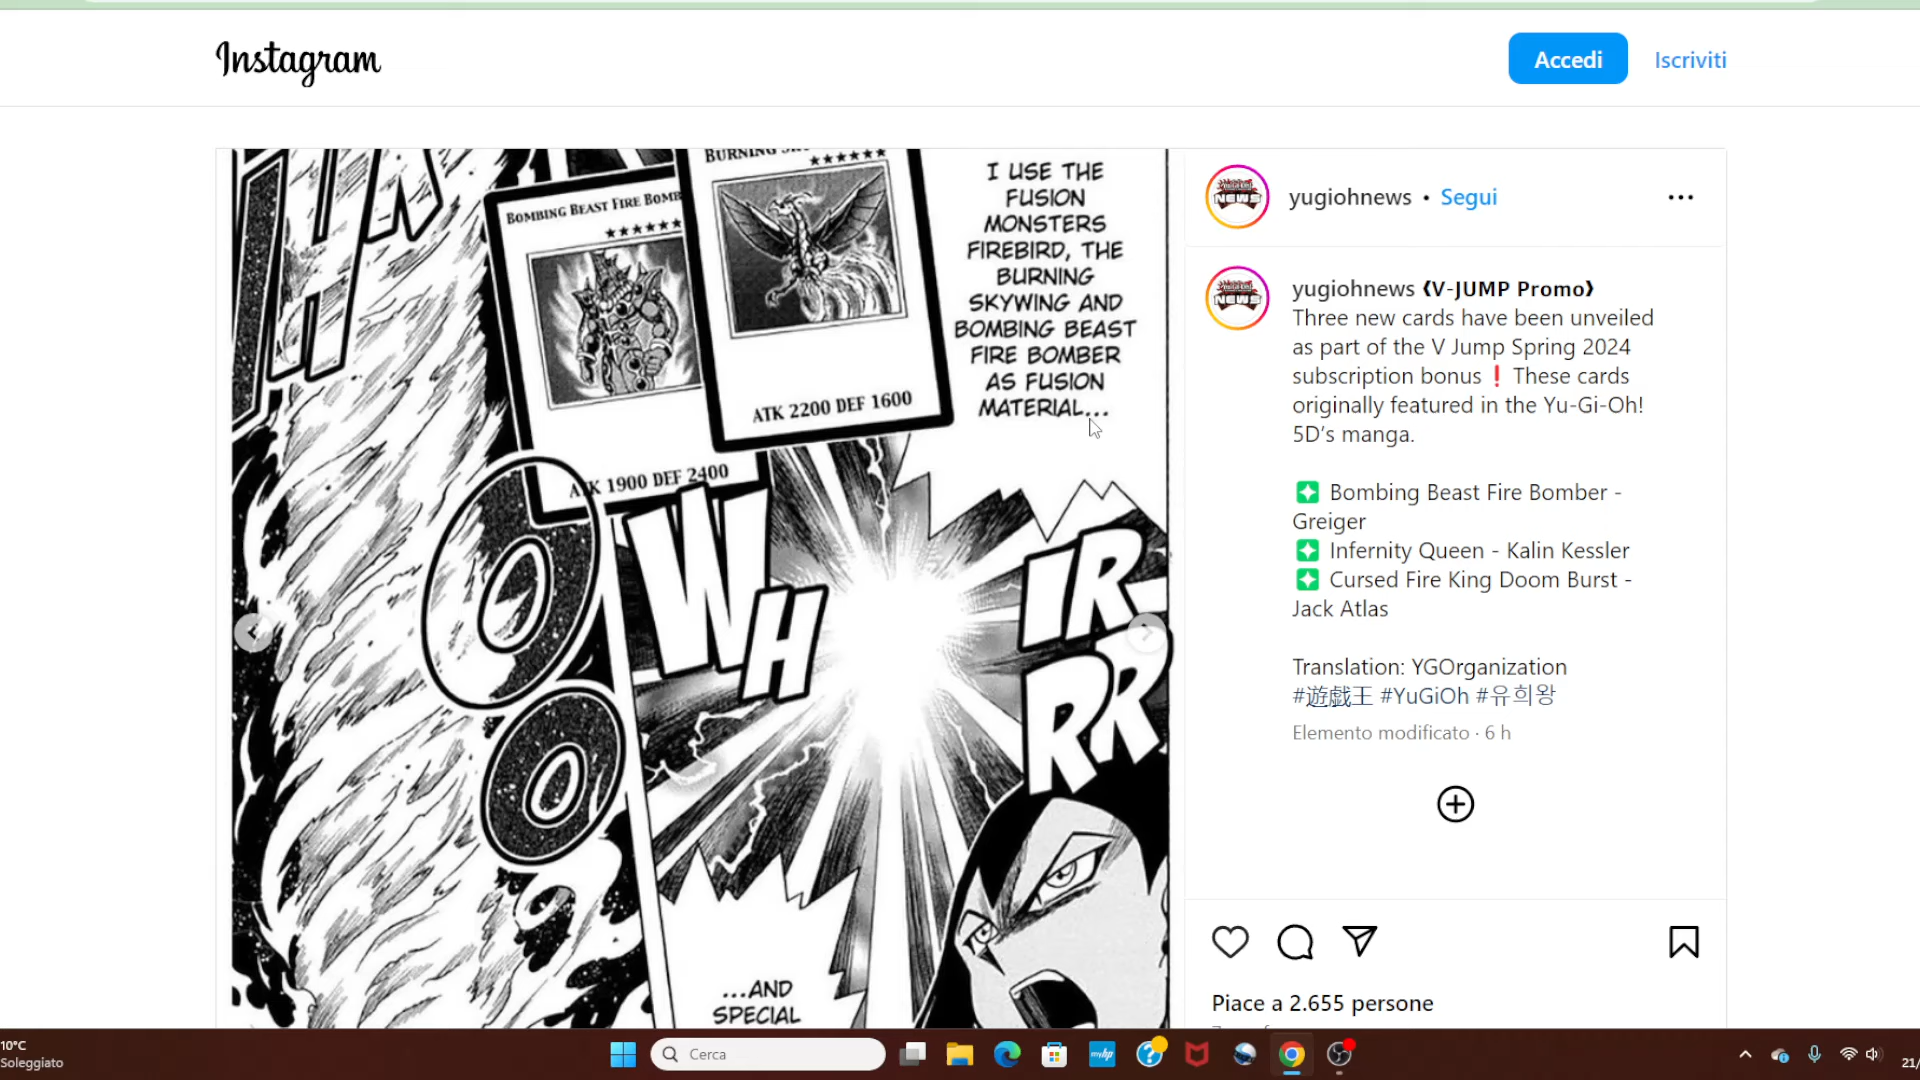 Instagram
Accedi
Iscriviti
BURNING
BOMBING BEAST FIRE BOMB
ATK 2200 DEF 1600
ATK 1900 DEF 2400
I USE THE
FUSION
MONSTERS
FIREBIRD, THE
BURNING
SKYWING AND
BOMBING BEAST
FIRE BOMBER
AS FUSION
MATERIAL...
WH
IR-
RR
...AND
SPECIAL
yugiohnews • Segui
NEWS
NEWS
yugiohnews 《V-JUMP Promo》
Three new cards have been unveiled
as part of the V Jump Spring 2024
subscription bonus❗ These cards
originally featured in the Yu-Gi-Oh!
5D’s manga.
Bombing Beast Fire Bomber -
Greiger
Infernity Queen - Kalin Kessler
Cursed Fire King Doom Burst -
Jack Atlas
Translation: YGOrganization
#遊戯王 #YuGiOh #유희왕
Elemento modificato · 6 h
Piace a 2.655 persone
10°C
Soleggiato
Cerca
myhp
21/